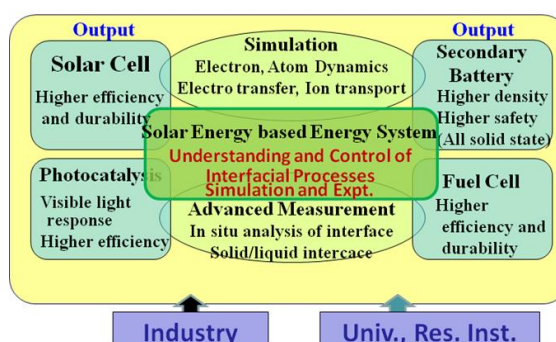 Output
Output
Solar Cell
Higher efficiency
and durability
Simulation
Electron, Atom Dynamics
Electro transfer, Ion transport
Secondary
Battery
Higher density
Higher safety
(All solid state)
Solar Energy based Energy System
Understanding and Control of
Interfacial Processes
Simulation and Expt.
Photocatalysis
Visible light
response
Higher efficiency
Advanced Measurement
In situ analysis of interface
Solid/liquid intercace
Fuel Cell
Higher
efficiency and
durability
Industry
Univ., Res. Inst.